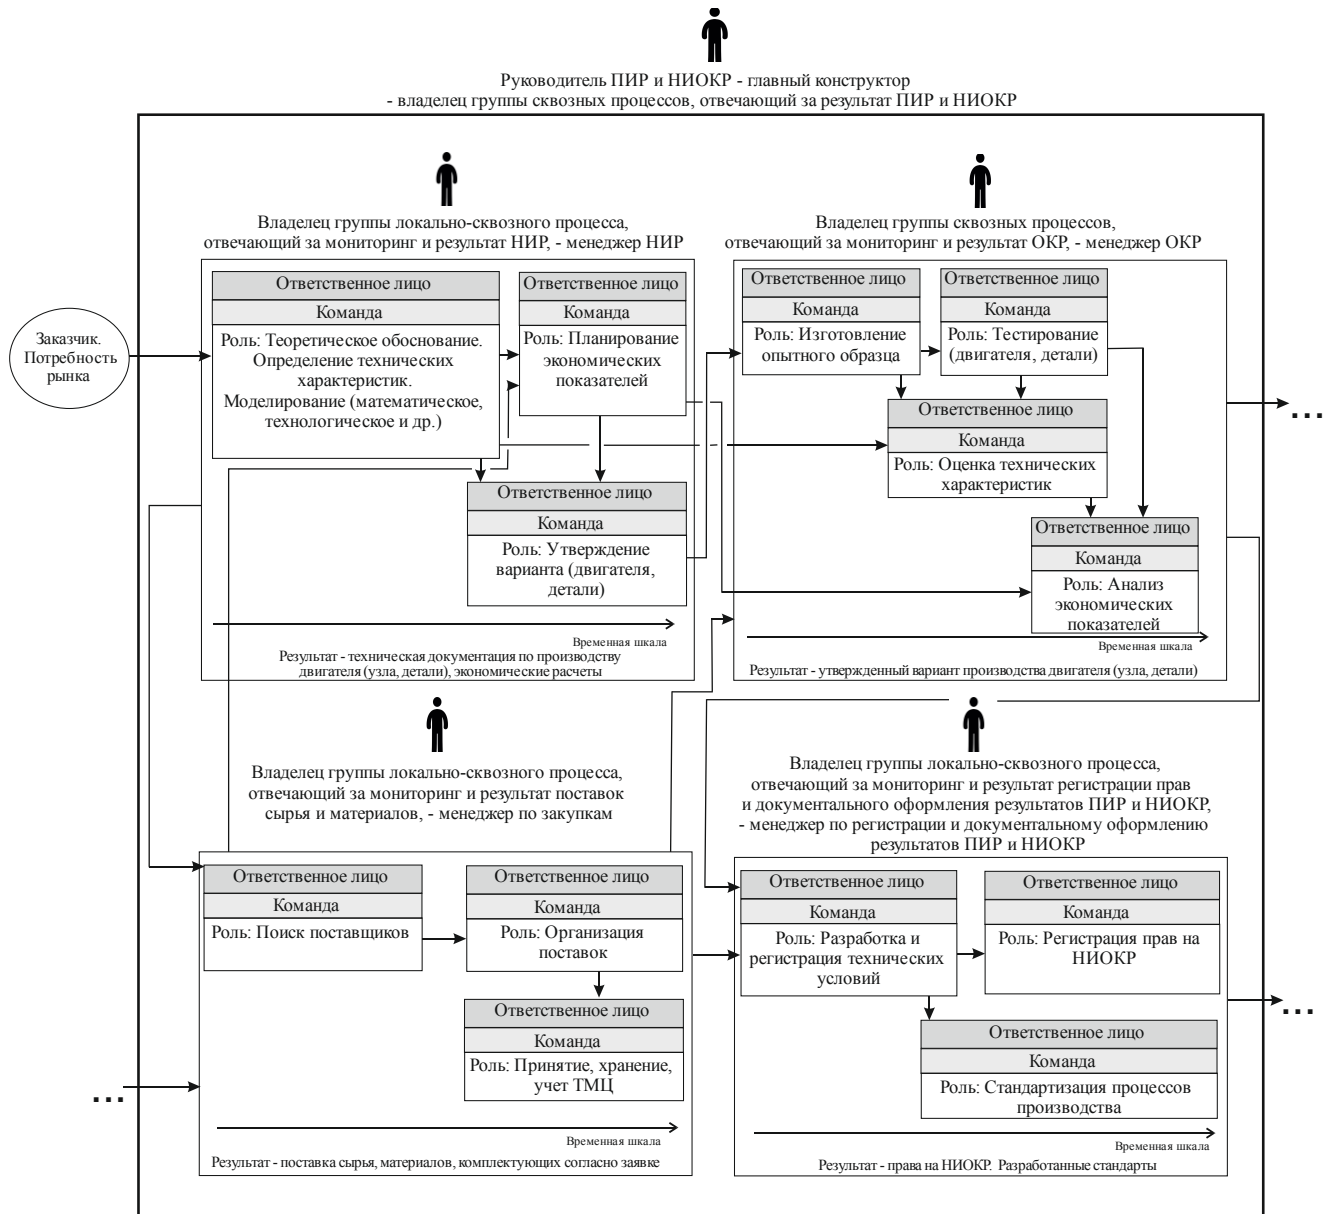 Руководитель ПИР и НИОКР - главный конструктор
- владелец группы сквозных процессов, отвечающий за результат ПИР и НИОКР
Заказчик.
Потребность
рынка
Владелец группы локально-сквозного процесса,
отвечающий за мониторинг и результат НИР, - менеджер НИР
Ответственное лицо
Команда
Роль: Теоретическое обоснование.
Определение технических
характеристик.
Моделирование (математическое,
технологическое и др.)
Ответственное лицо
Команда
Роль: Планирование
экономических
показателей
Ответственное лицо
Команда
Роль: Утверждение
варианта (двигателя,
детали)
Временная шкала
Результат - техническая документация по производству
двигателя (узла, детали), экономические расчеты
Владелец группы сквозных процессов,
отвечающий за мониторинг и результат ОКР, - менеджер ОКР
Ответственное лицо
Команда
Роль: Изготовление
опытного образца
Ответственное лицо
Команда
Роль: Тестирование
(двигателя, детали)
Ответственное лицо
Команда
Роль: Оценка технических
характеристик
Ответственное лицо
Команда
Роль: Анализ
экономических
показателей
Временная шкала
Результат - утвержденный вариант производства двигателя (узла, детали)
...
Владелец группы локально-сквозного процесса,
отвечающий за мониторинг и результат поставок
сырья и материалов, - менеджер по закупкам
Ответственное лицо
Команда
Роль: Поиск поставщиков
Ответственное лицо
Команда
Роль: Организация
поставок
Ответственное лицо
Команда
Роль: Принятие, хранение,
учет ТМЦ
...
Временная шкала
Результат - поставка сырья, материалов, комплектующих согласно заявке
Владелец группы локально-сквозного процесса,
отвечающий за мониторинг и результат регистрации прав
и документального оформления результатов ПИР и НИОКР,
- менеджер по регистрации и документальному оформлению
результатов ПИР и НИОКР
Ответственное лицо
Команда
Роль: Разработка и
регистрация технических
условий
Ответственное лицо
Команда
Роль: Регистрация прав на
НИОКР
Ответственное лицо
Команда
Роль: Стандартизация процессов
производства
Временная шкала
Результат - права на НИОКР. Разработанные стандарты
...